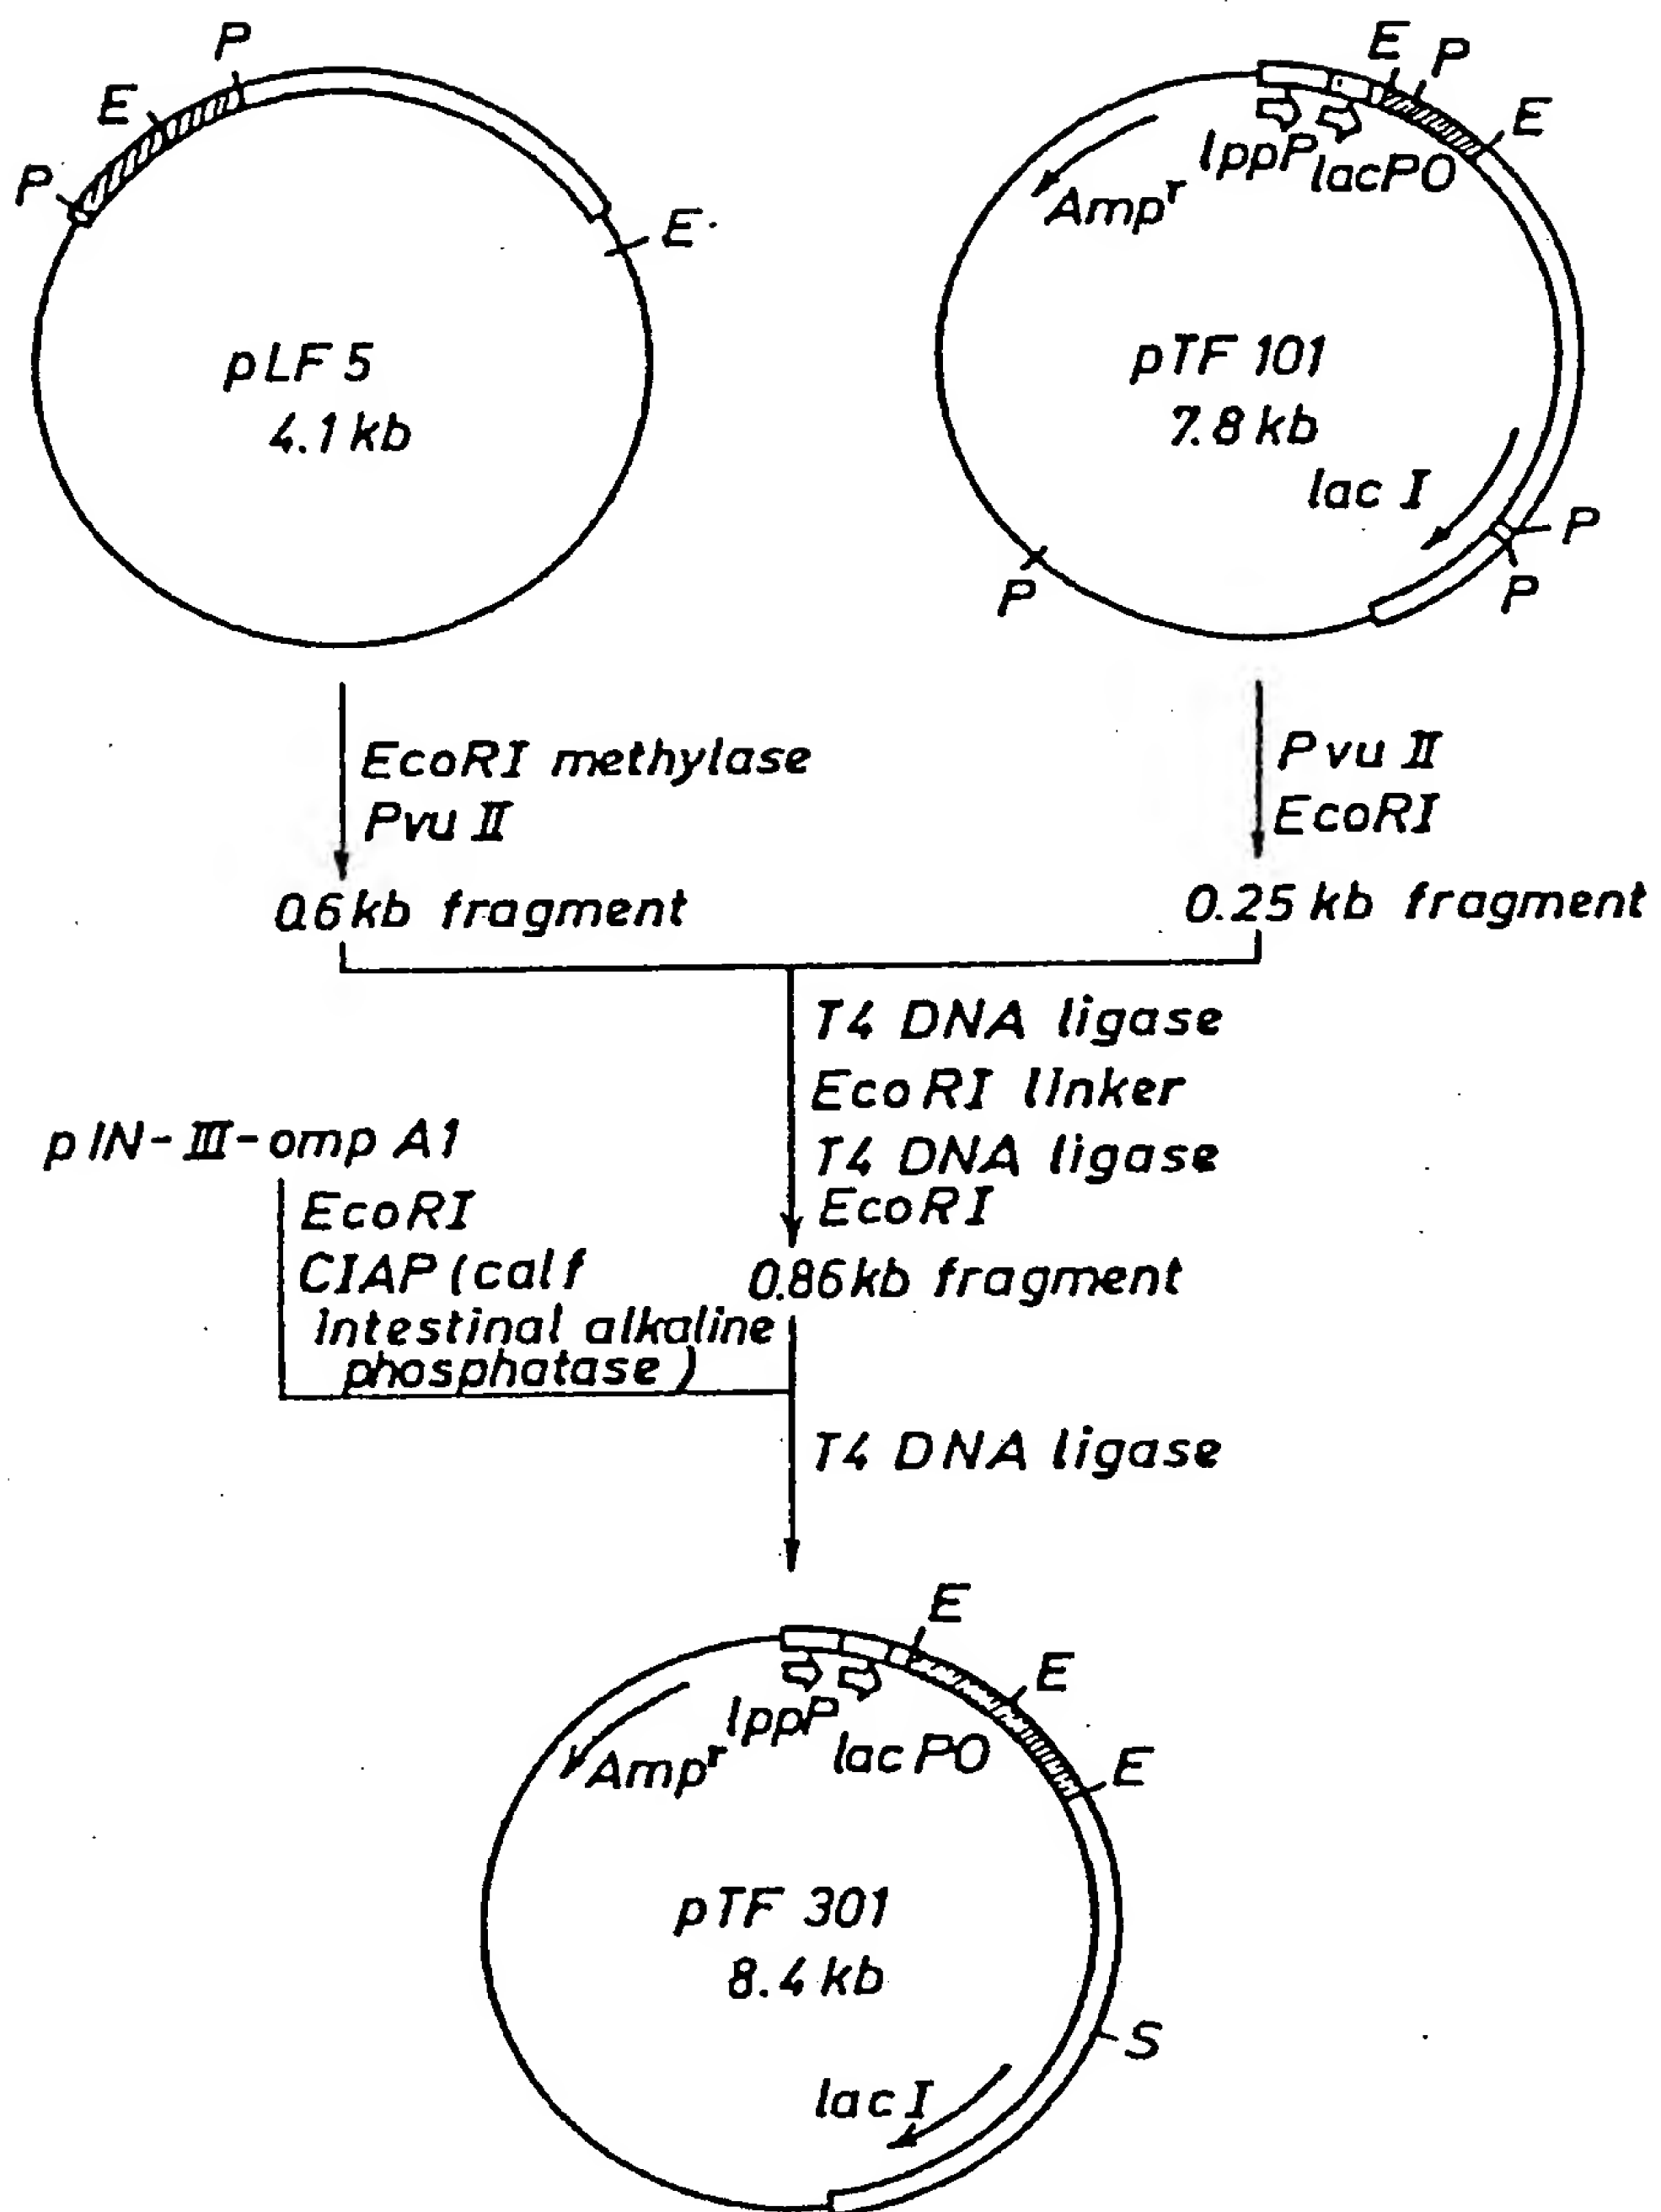 P
E
P
E
pLF 5
4.1 kb
E
P
E
lppP
lacPO
Amp^r
pTF 101
7.8 kb
lac I
P
P
P
EcoRI methylase
Pvu II
0.6 kb fragment
Pvu II
EcoRI
0.25 kb fragment
T4 DNA ligase
EcoRI linker
T4 DNA ligase
EcoRI
0.86 kb fragment
pIN-III-ompA1
EcoRI
CIAP (calf
Intestinal alkaline
phosphatase)
T4 DNA ligase
E
E
E
lppP
lacPO
Amp^r
pTF 301
8.4 kb
S
lac I